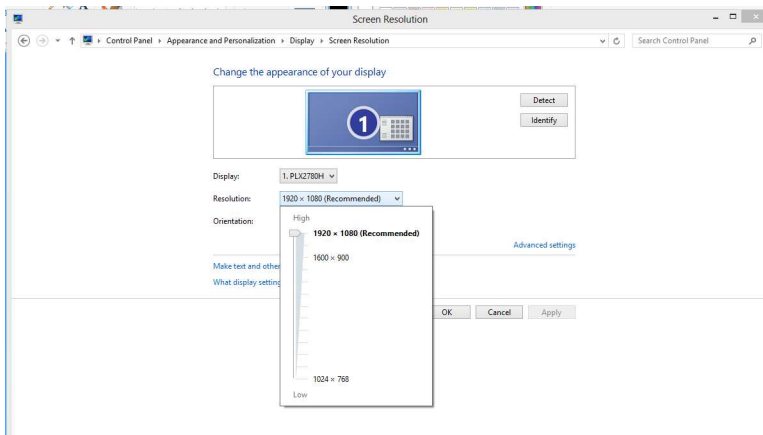 Screen Resolution
Control Panel
Appearance and Personalization
Display
Screen Resolution
Search Control Panel
Change the appearance of your display
1
Detect
Identify
Display:
1. PLX2780H
Resolution:
1920 × 1080 (Recommended)
Orientation:
High
1920 × 1080 (Recommended)
1600 × 900
1024 × 768
Low
Advanced settings
Make text and other
What display setting
OK
Cancel
Apply